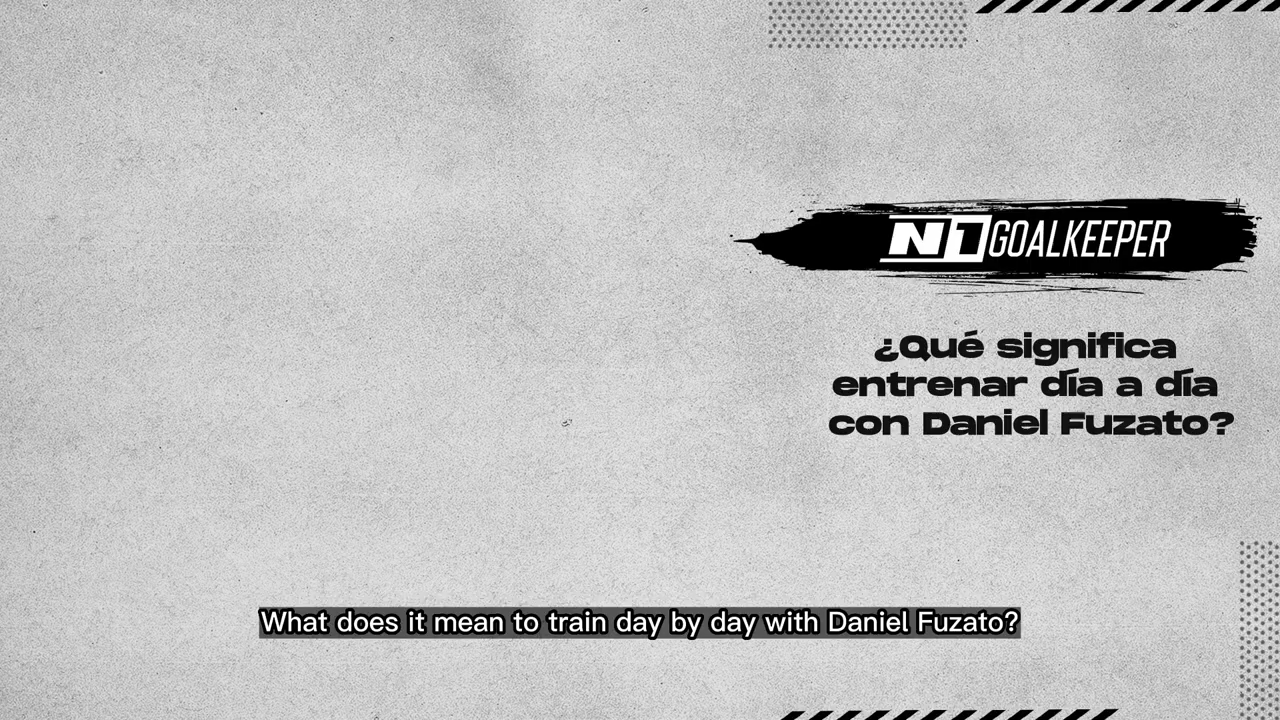 N1 GOALKEEPER
¿Qué significa
entrenar día a día
con Daniel Fuzato?
What does it mean to train day by day with Daniel Fuzato?